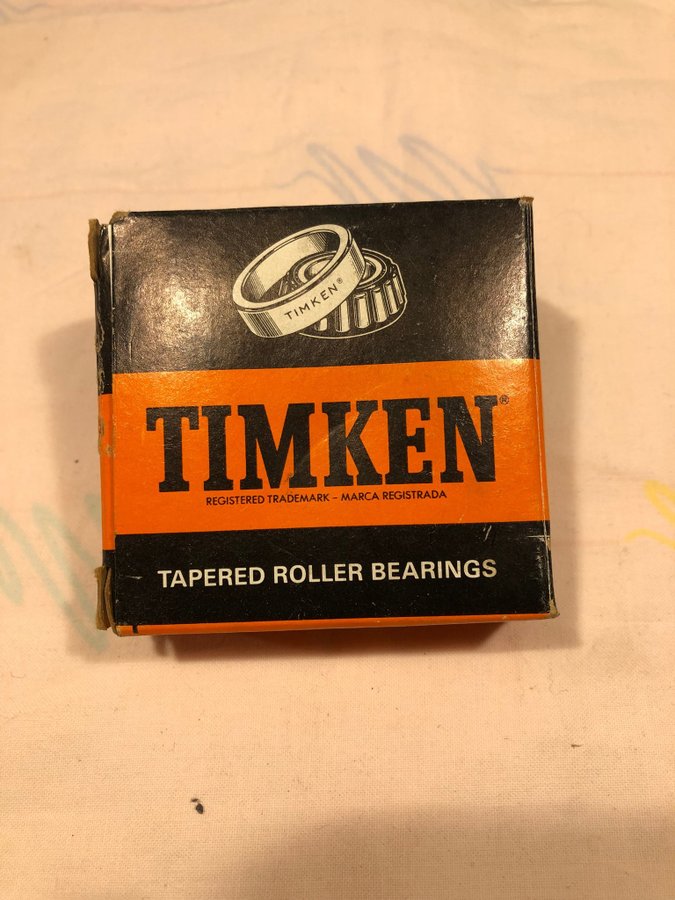 TIMKEN®
TIMKEN®
REGISTERED TRADEMARK – MARCA REGISTRADA
TAPERED ROLLER BEARINGS